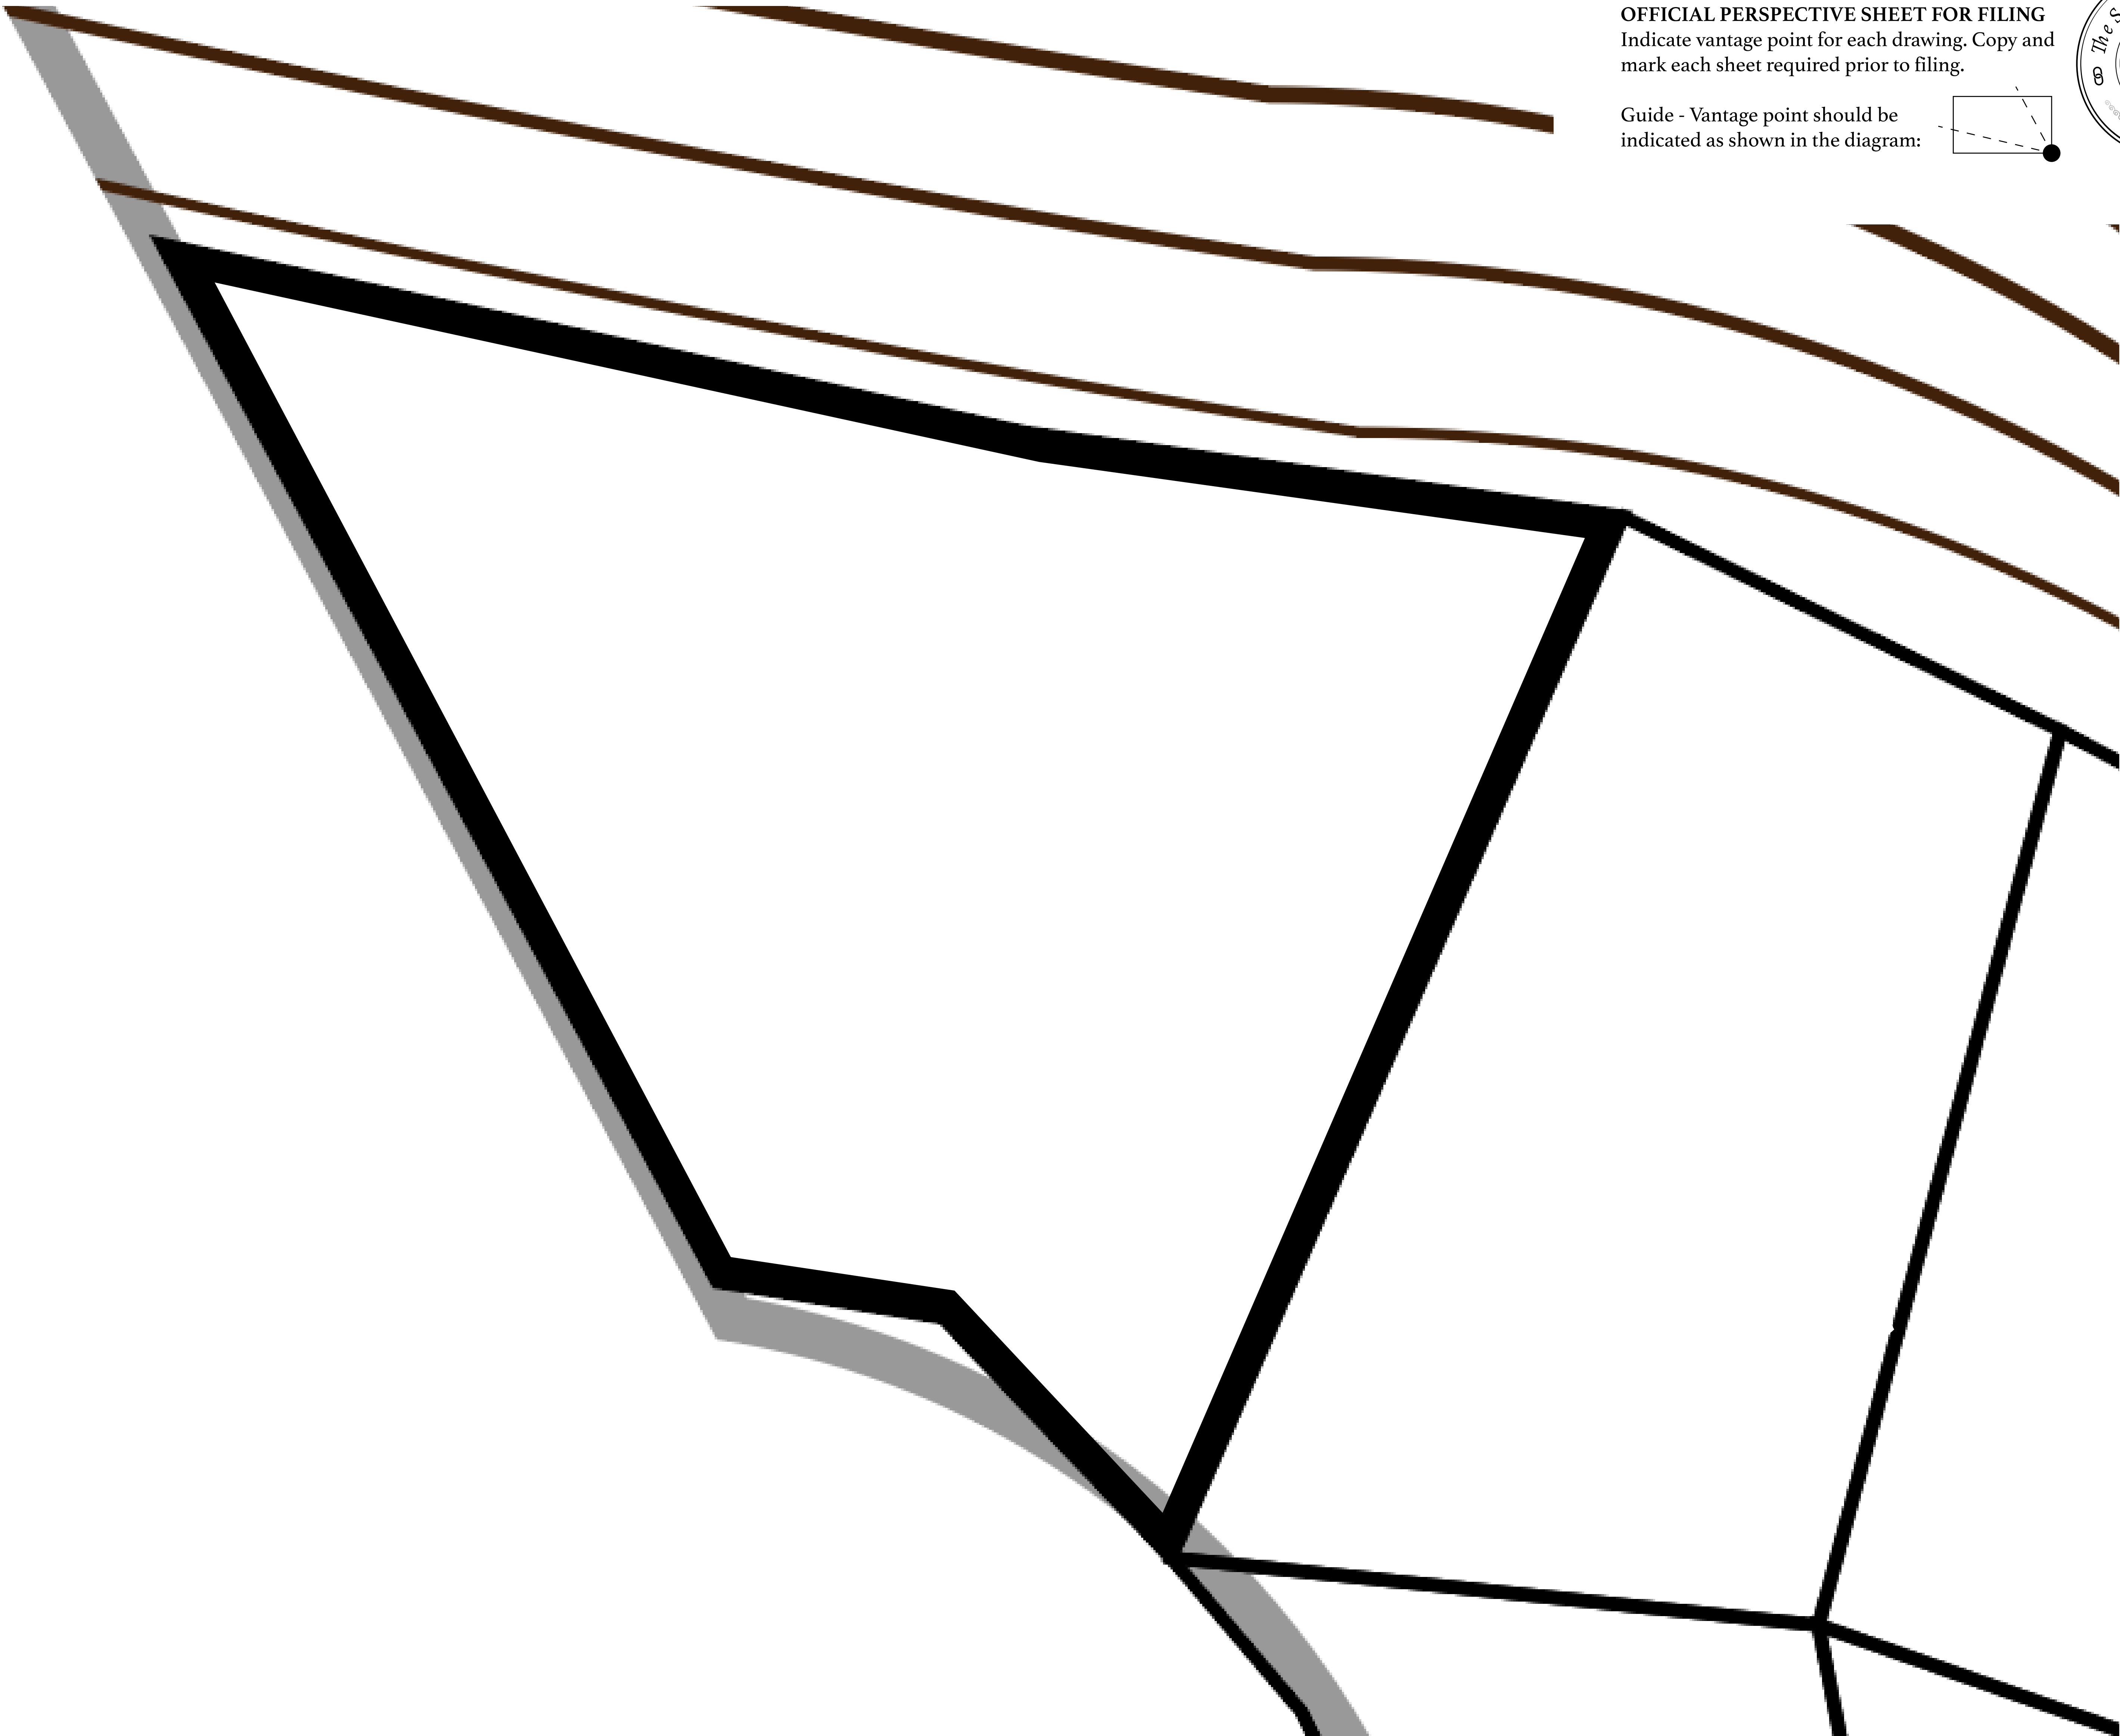 OFFICIAL PERSPECTIVE SHEET FOR FILING
Indicate vantage point for each drawing. Copy and
mark each sheet required prior to filing.
Guide - Vantage point should be
indicated as shown in the diagram:
The